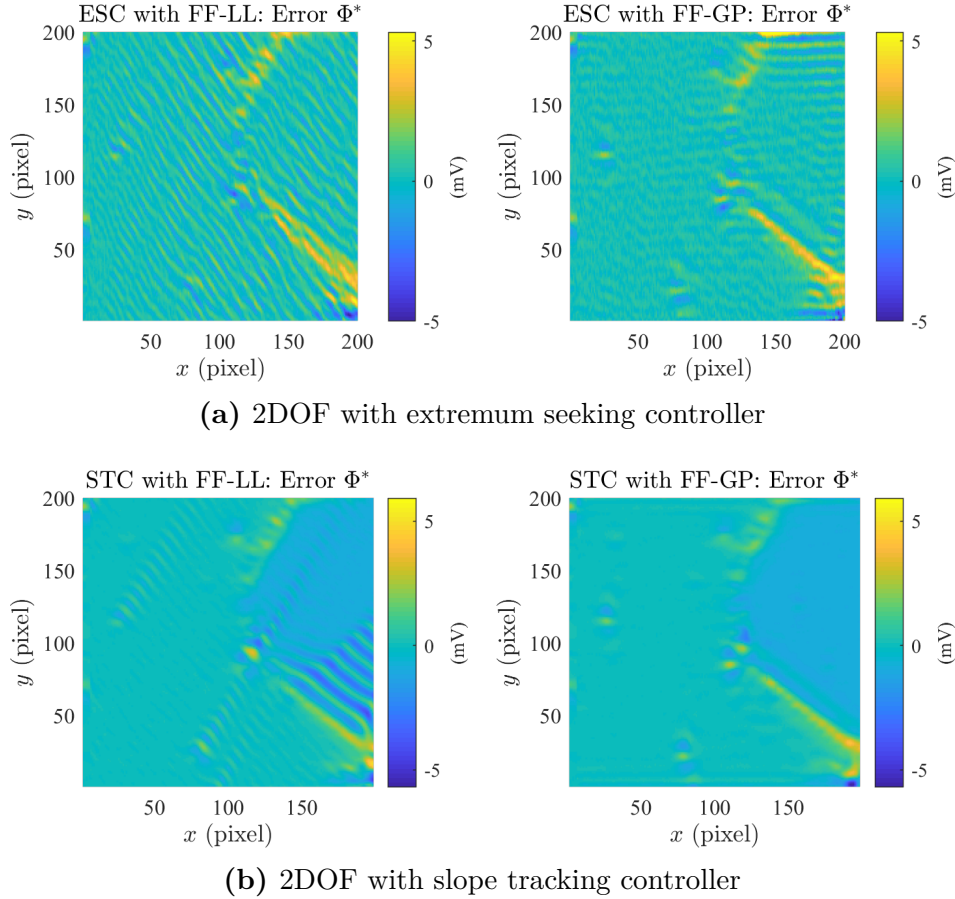 ESC with FF-LL: Error Φ*
ESC with FF-GP: Error Φ*
200
150
100
50
y (pixel)
50 100 150 200
x (pixel)
5
0
-5
(mV)
200
150
100
50
y (pixel)
50 100 150 200
x (pixel)
5
0
-5
(mV)
(a) 2DOF with extremum seeking controller
STC with FF-LL: Error Φ*
STC with FF-GP: Error Φ*
200
150
100
50
y (pixel)
50 100 150
x (pixel)
5
0
-5
(mV)
200
150
100
50
y (pixel)
50 100 150
x (pixel)
5
0
-5
(mV)
(b) 2DOF with slope tracking controller